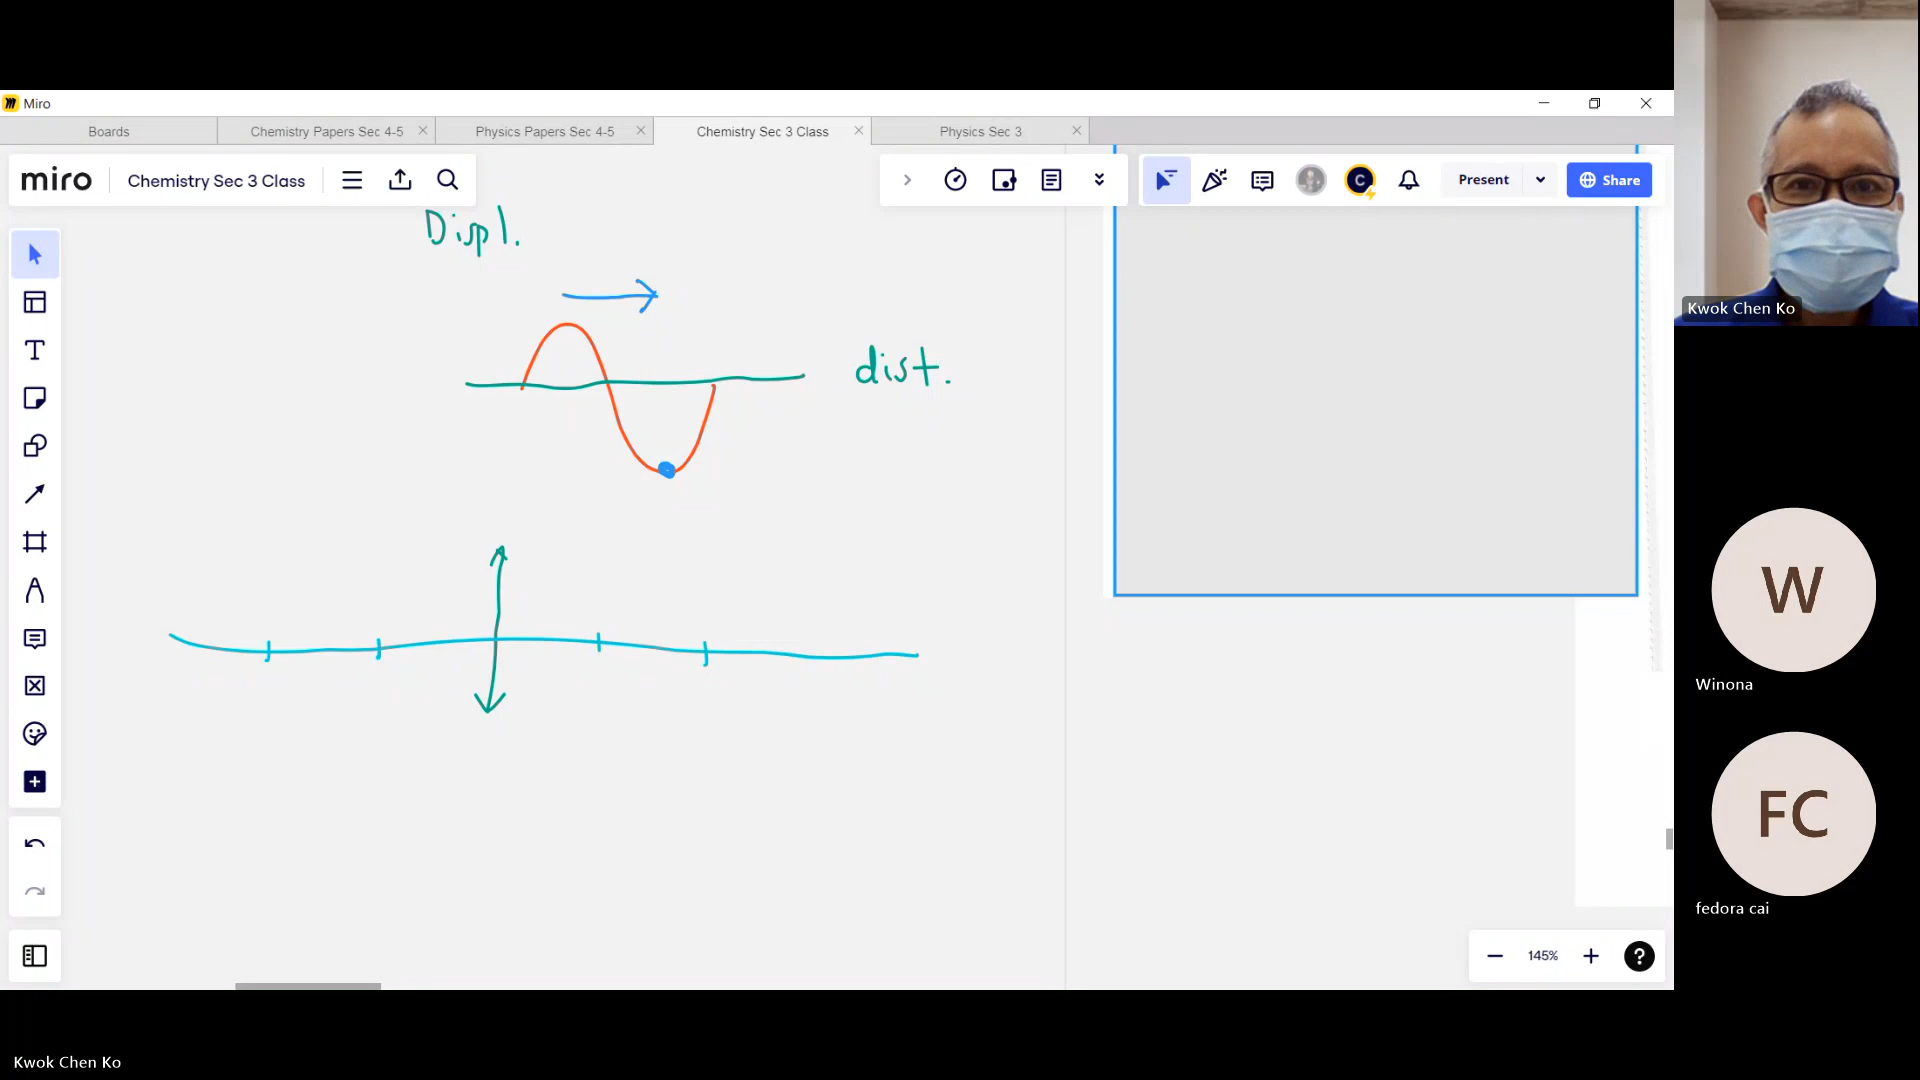 Miro
Boards
Chemistry Papers Sec 4-5
Physics Papers Sec 4-5
Chemistry Sec 3 Class
Physics Sec 3
miro
Chemistry Sec 3 Class
C
Present
Share
Displ.
dist.
Kwok Chen Ko
W
Winona
FC
fedora cai
145%
?
Kwok Chen Ko